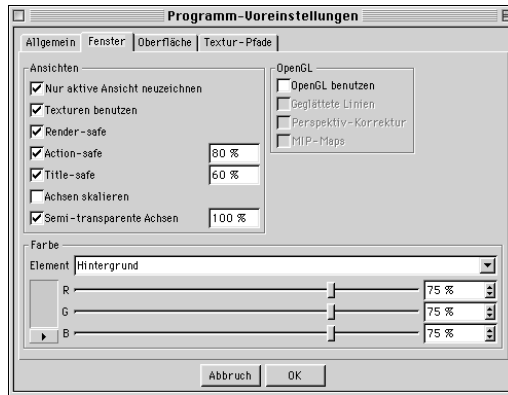 Programm-Voreinstellungen
Allgemein Fenster Oberfläche Textur-Pfade
Ansichten
Nur aktive Ansicht neuzeichnen
Texturen benutzen
Render-safe
Action-safe 80 %
Title-safe 60 %
Achsen skalieren
Semi-transparente Achsen 100 %
OpenGL
OpenGL benutzen
Geglättete Linien
Perspektiv-Korrektur
MIP-Maps
Farbe
Element Hintergrund
R 75 %
G 75 %
B 75 %
Abbruch OK